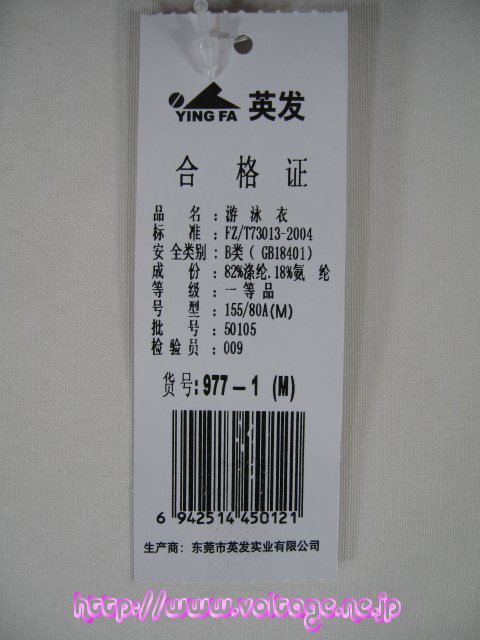 YING FA 英发
合格证
品名：游泳衣
标准：FZ/T73013-2004
安全类别：B类(GB18401)
成份：82%涤纶.18%氨纶
等级：一等品
号型：155/80A(M)
批号：50105
检验员：009
货号:977-1 (M)
6 942514 450121
生产商：东莞市英发实业有限公司
http://www.voltage.ne.jp